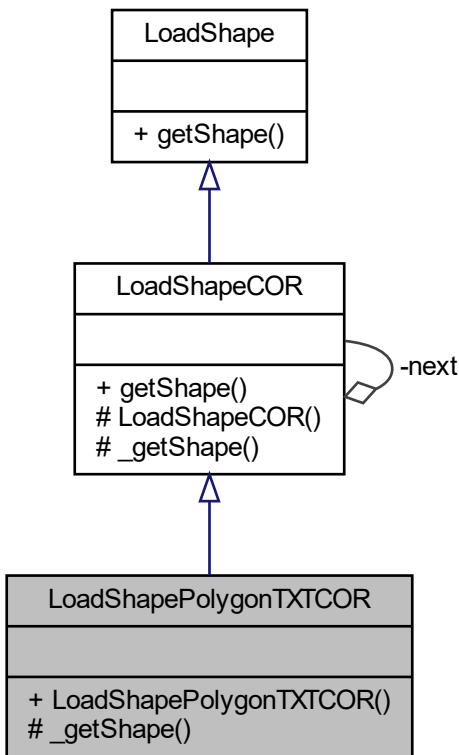 LoadShape
+ getShape()
LoadShapeCOR
-next
+ getShape()
# LoadShapeCOR()
# _getShape()
LoadShapePolygonTXTCOR
+ LoadShapePolygonTXTCOR()
# _getShape()